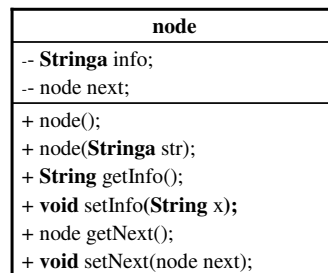 node
-- Stringa info;
-- node next;
+ node();
+ node(Stringa str);
+ String getInfo();
+ void setInfo(String x);
+ node getNext();
+ void setNext(node next);